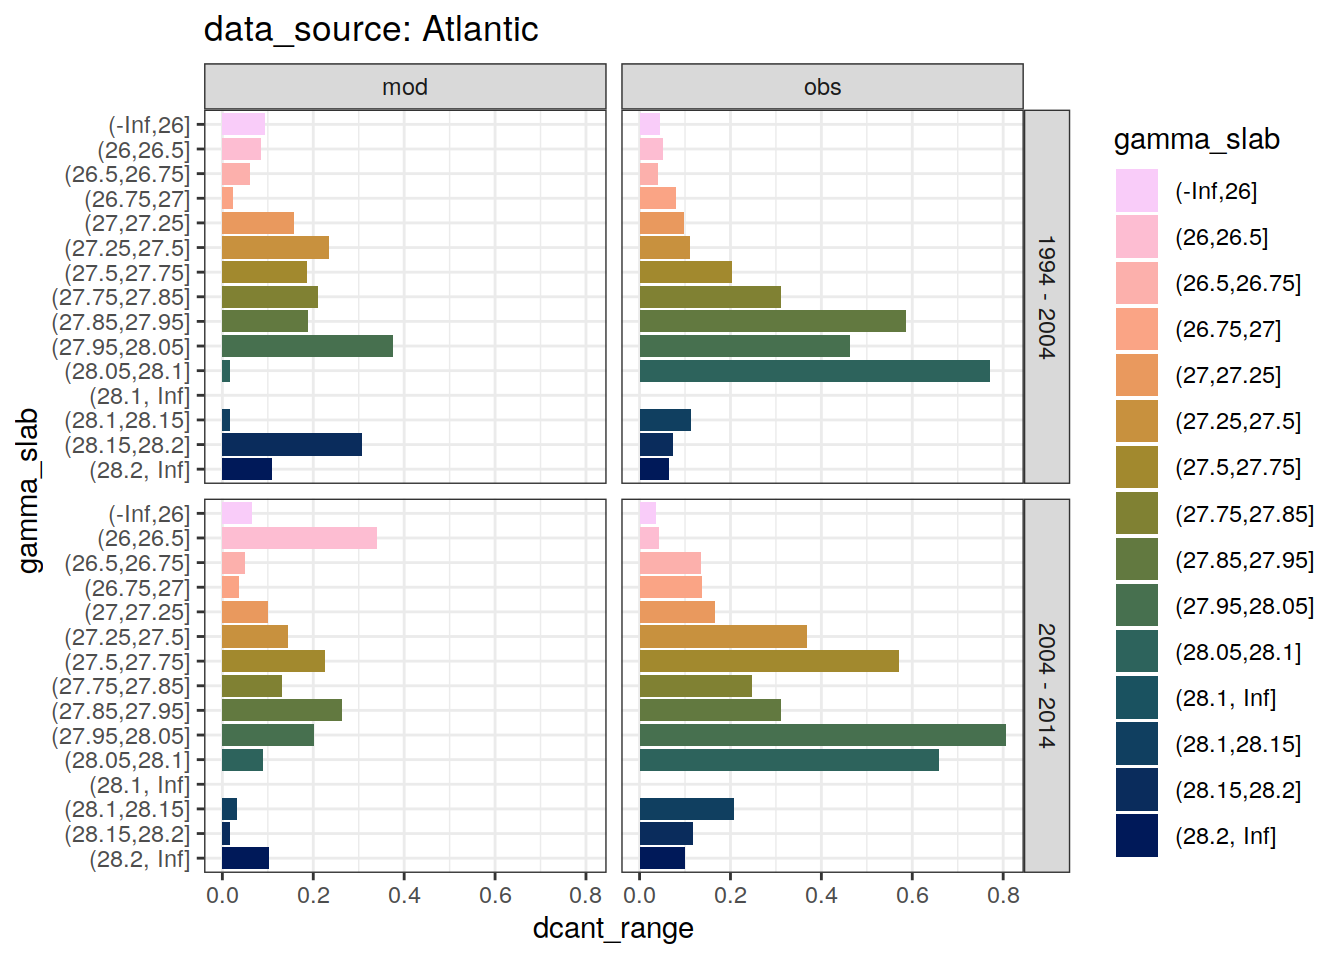 data_source: Atlantic
mod
obs
(-Inf,26]
(26,26.5]
(26.5,26.75]
(26.75,27]
(27,27.25]
(27.25,27.5]
(27.5,27.75]
(27.75,27.85]
(27.85,27.95]
(27.95,28.05]
(28.05,28.1]
(28.1, Inf]
(28.1,28.15]
(28.15,28.2]
(28.2, Inf]
1994 - 2004
(-Inf,26]
(26,26.5]
(26.5,26.75]
(26.75,27]
(27,27.25]
(27.25,27.5]
(27.5,27.75]
(27.75,27.85]
(27.85,27.95]
(27.95,28.05]
(28.05,28.1]
(28.1, Inf]
(28.1,28.15]
(28.15,28.2]
(28.2, Inf]
2004 - 2014
gamma_slab
0.0 0.2 0.4 0.6 0.8
0.0 0.2 0.4 0.6 0.8
dcant_range
gamma_slab
(-Inf,26]
(26,26.5]
(26.5,26.75]
(26.75,27]
(27,27.25]
(27.25,27.5]
(27.5,27.75]
(27.75,27.85]
(27.85,27.95]
(27.95,28.05]
(28.05,28.1]
(28.1, Inf]
(28.1,28.15]
(28.15,28.2]
(28.2, Inf]